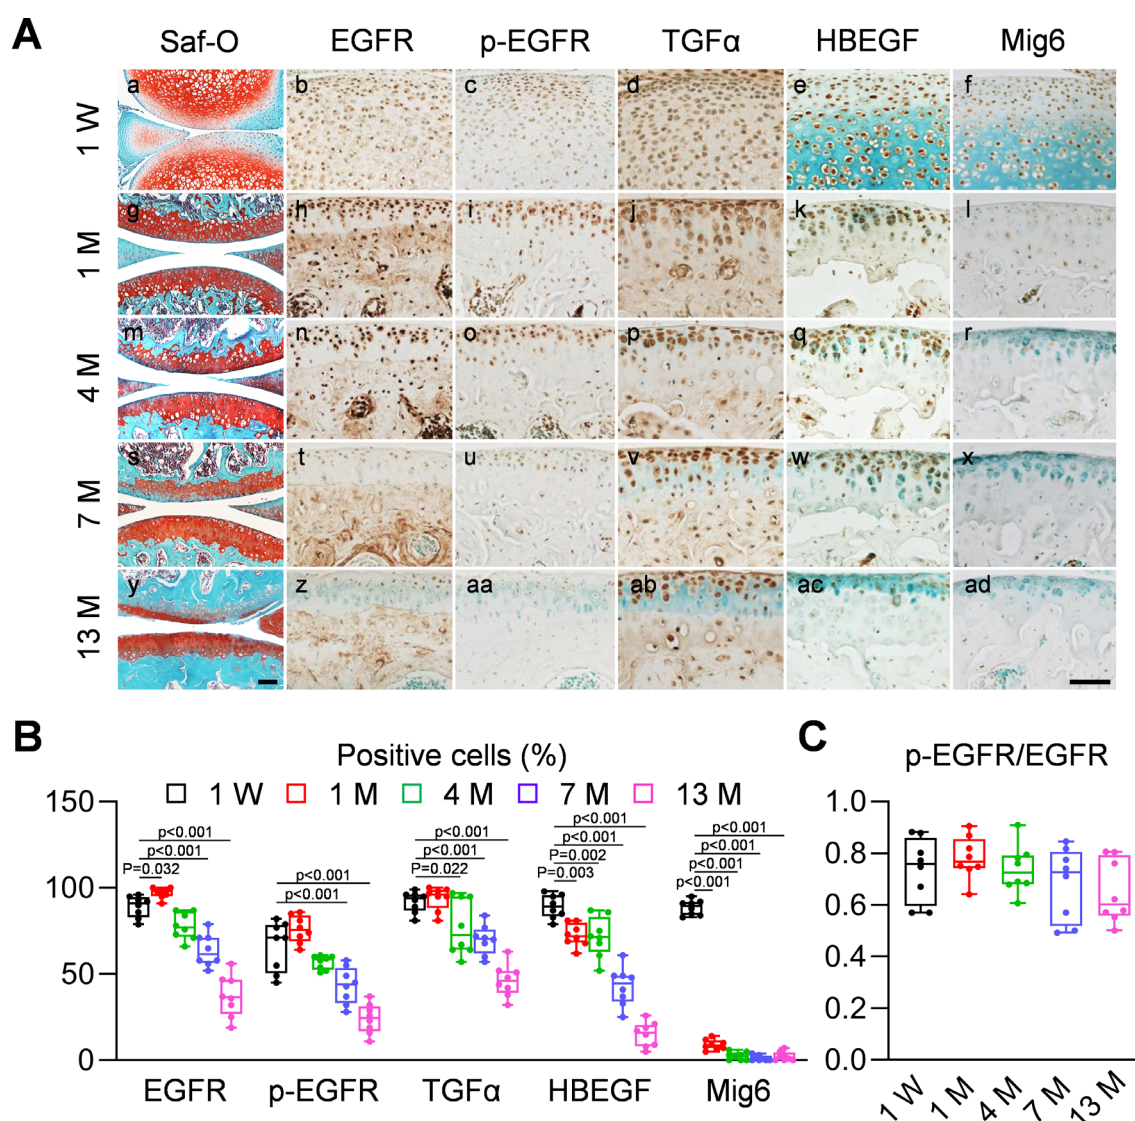 A
Saf-O EGFR p-EGFR TGFα HBEGF Mig6
1 W
a b c d e f
1 M
g h i j k l
4 M
m n o p q r
7 M
s t u v w x
13 M
y z aa ab ac ad
B
Positive cells (%)
1 W 1 M 4 M 7 M 13 M
150
100
50
0
p<0.001
p<0.001
P=0.032
p<0.001
p<0.001
p<0.001
p<0.001
P=0.022
p<0.001
p<0.001
P=0.002
P=0.003
p<0.001
p<0.001
p<0.001
p<0.001
EGFR p-EGFR TGFα HBEGF Mig6
C
p-EGFR/EGFR
1.0
0.8
0.6
0.4
0.2
0.0
1 W 1 M 4 M 7 M 13 M